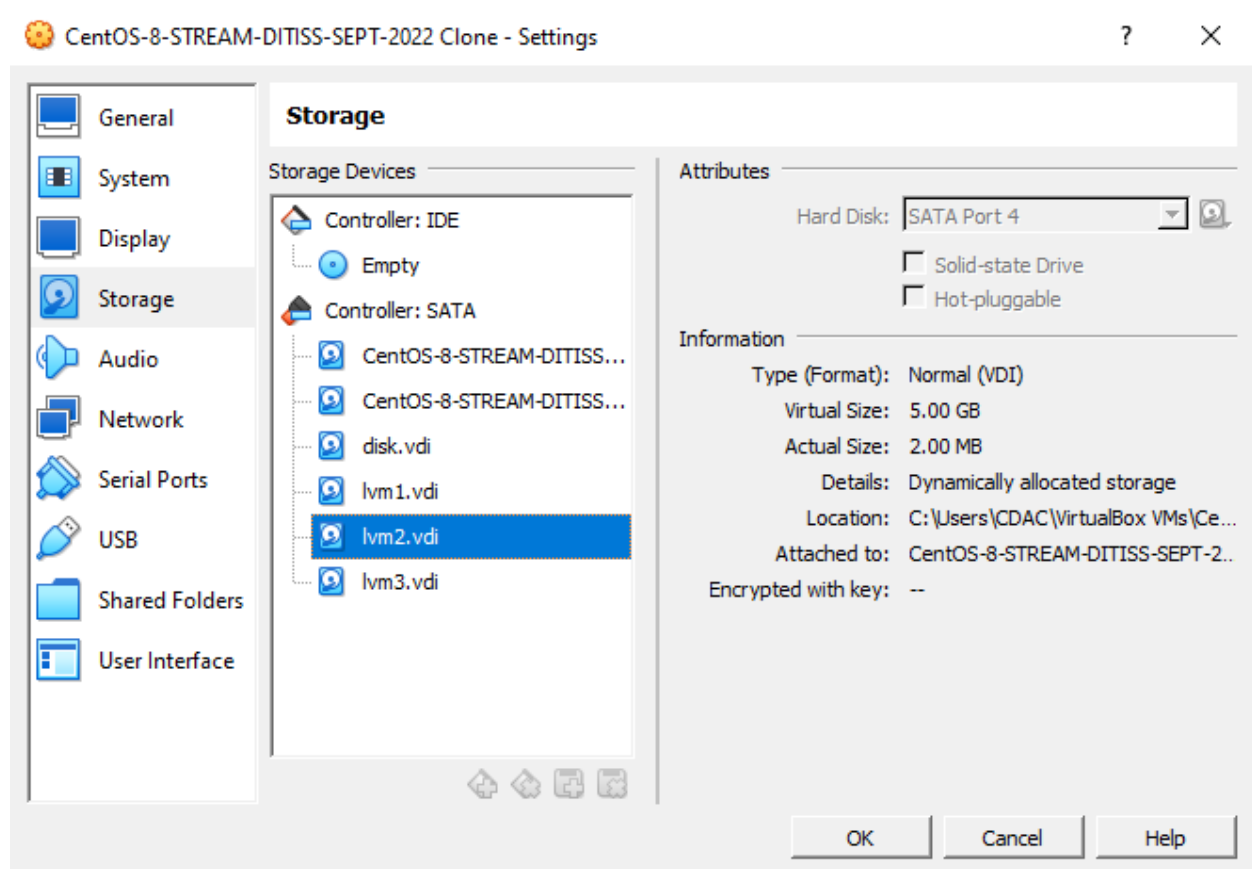 CentOS-8-STREAM-DITISS-SEPT-2022 Clone - Settings
?
General
System
Display
Storage
Audio
Network
Serial Ports
USB
Shared Folders
User Interface
Storage
Storage Devices
Controller: IDE
Empty
Controller: SATA
CentOS-8-STREAM-DITISS...
CentOS-8-STREAM-DITISS...
disk.vdi
lvm1.vdi
lvm2.vdi
lvm3.vdi
Attributes
Hard Disk: SATA Port 4
Solid-state Drive
Hot-pluggable
Information
Type (Format): Normal (VDI)
Virtual Size: 5.00 GB
Actual Size: 2.00 MB
Details: Dynamically allocated storage
Location: C:\Users\CDAC\VirtualBox VMs\Ce...
Attached to: CentOS-8-STREAM-DITISS-SEPT-2..
Encrypted with key: --
OK Cancel Help